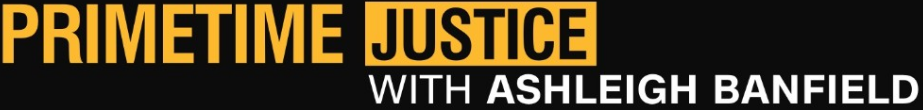 PRIMETIME JUSTICE
WITH ASHLEIGH BANFIELD